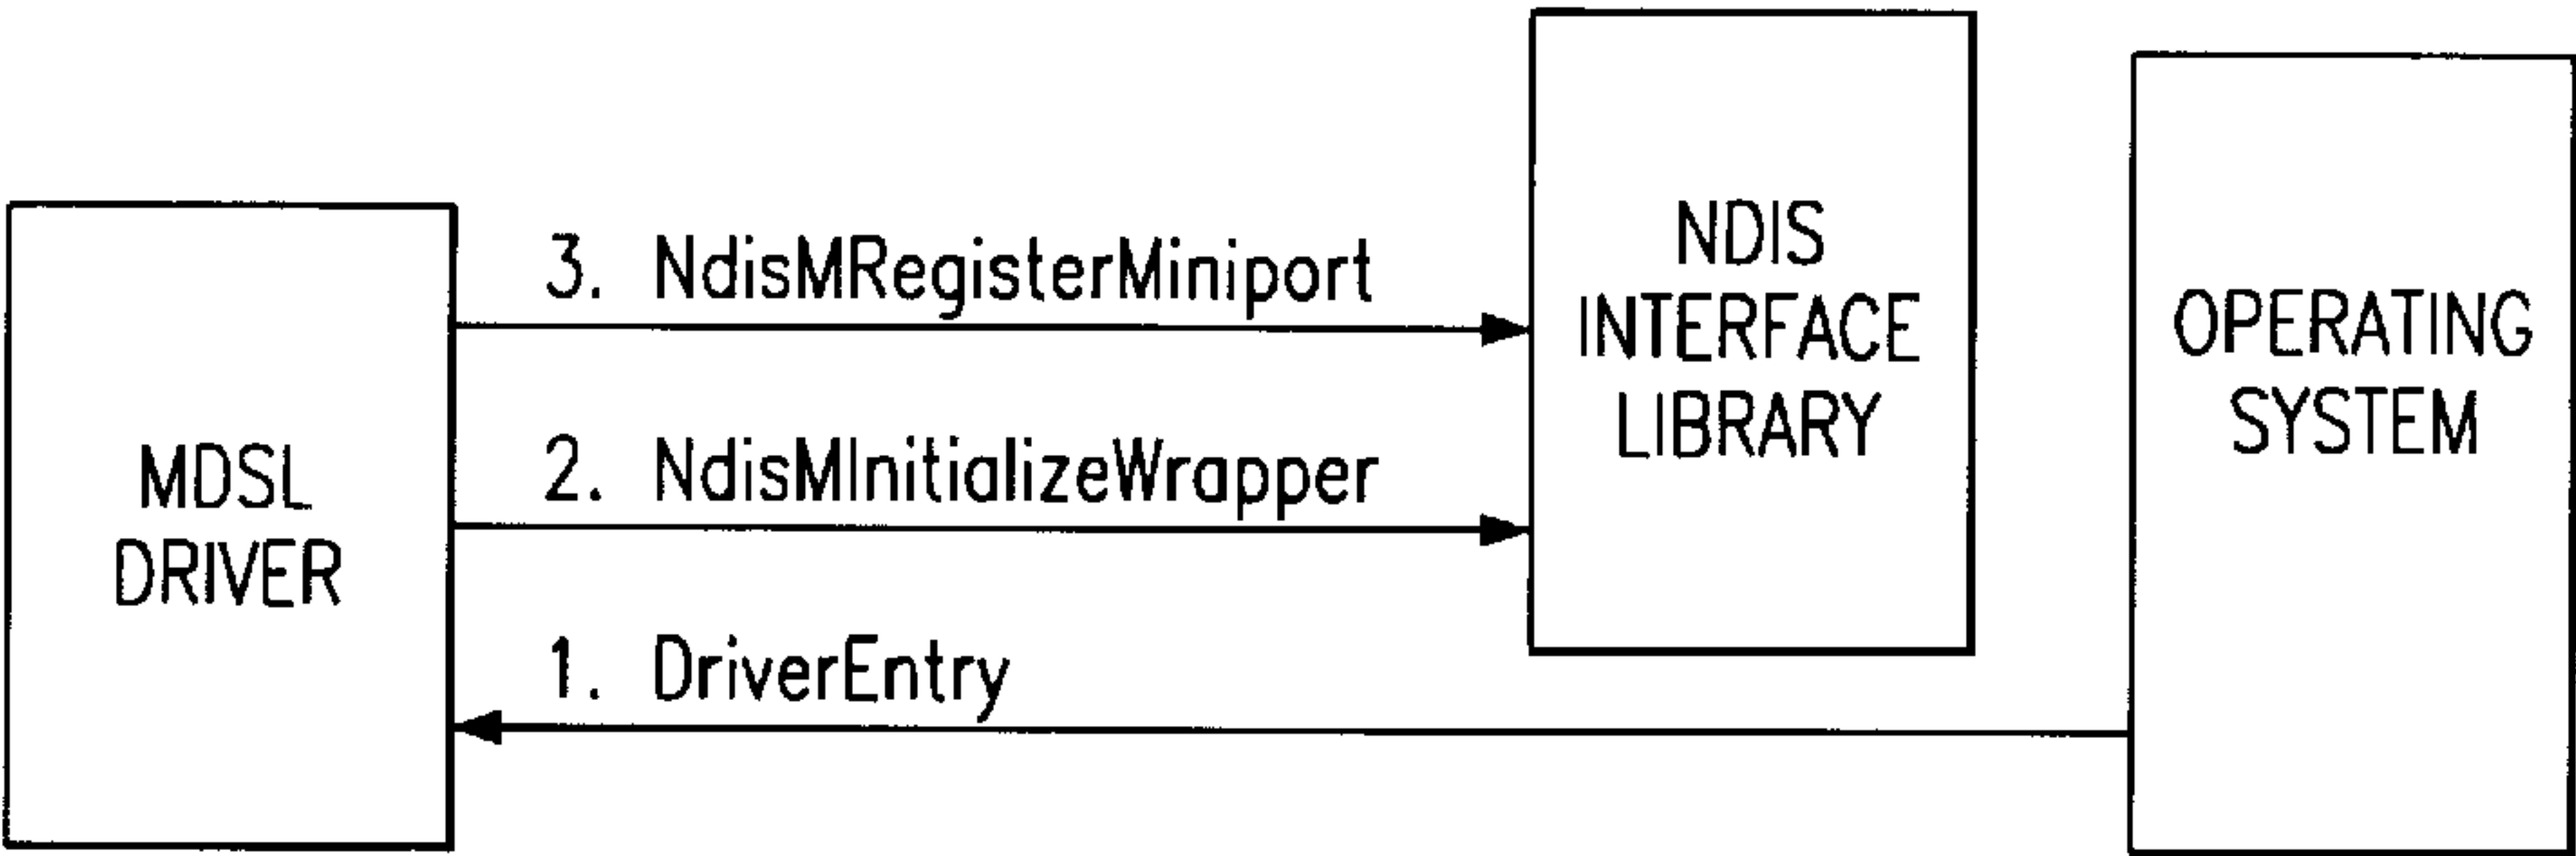 MDSL
DRIVER
3. NdisMRegisterMiniport
2. NdisMInitializeWrapper
1. DriverEntry
NDIS
INTERFACE
LIBRARY
OPERATING
SYSTEM